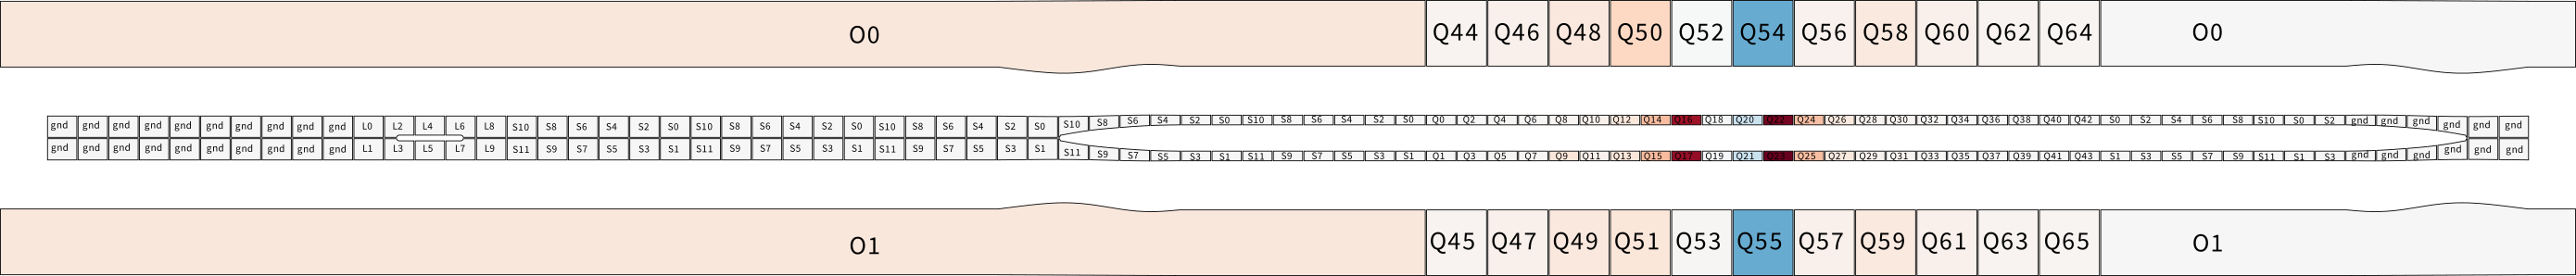 O0 Q44 Q46 Q48 Q50 Q52 Q54 Q56 Q58 Q60 Q62 Q64 O0
gnd gnd gnd gnd gnd gnd gnd gnd gnd gnd L0 L2 L4 L6 L8 S10 S8 S6 S4 S2 S0 S10 S8 S6 S4 S2 S0 S10 S8 S6 S4 S2 S0 S10 S8 S6 S4 S2 S0 S10 S8 S6 S4 S2 S0 Q0 Q2 Q4 Q6 Q8 Q10 Q12 Q14 Q16 Q18 Q20 Q22 Q24 Q26 Q28 Q30 Q32 Q34 Q36 Q38 Q40 Q42 S0 S2 S4 S6 S8 S10 S0 S2 gnd gnd gnd gnd gnd gnd
gnd gnd gnd gnd gnd gnd gnd gnd gnd gnd L1 L3 L5 L7 L9 S11 S9 S7 S5 S3 S1 S11 S9 S7 S5 S3 S1 S11 S9 S7 S5 S3 S1 S11 S9 S7 S5 S3 S1 S11 S9 S7 S5 S3 S1 Q1 Q3 Q5 Q7 Q9 Q11 Q13 Q15 Q17 Q19 Q21 Q23 Q25 Q27 Q29 Q31 Q33 Q35 Q37 Q39 Q41 Q43 S1 S3 S5 S7 S9 S11 S1 S3 gnd gnd gnd gnd gnd gnd
O1 Q45 Q47 Q49 Q51 Q53 Q55 Q57 Q59 Q61 Q63 Q65 O1